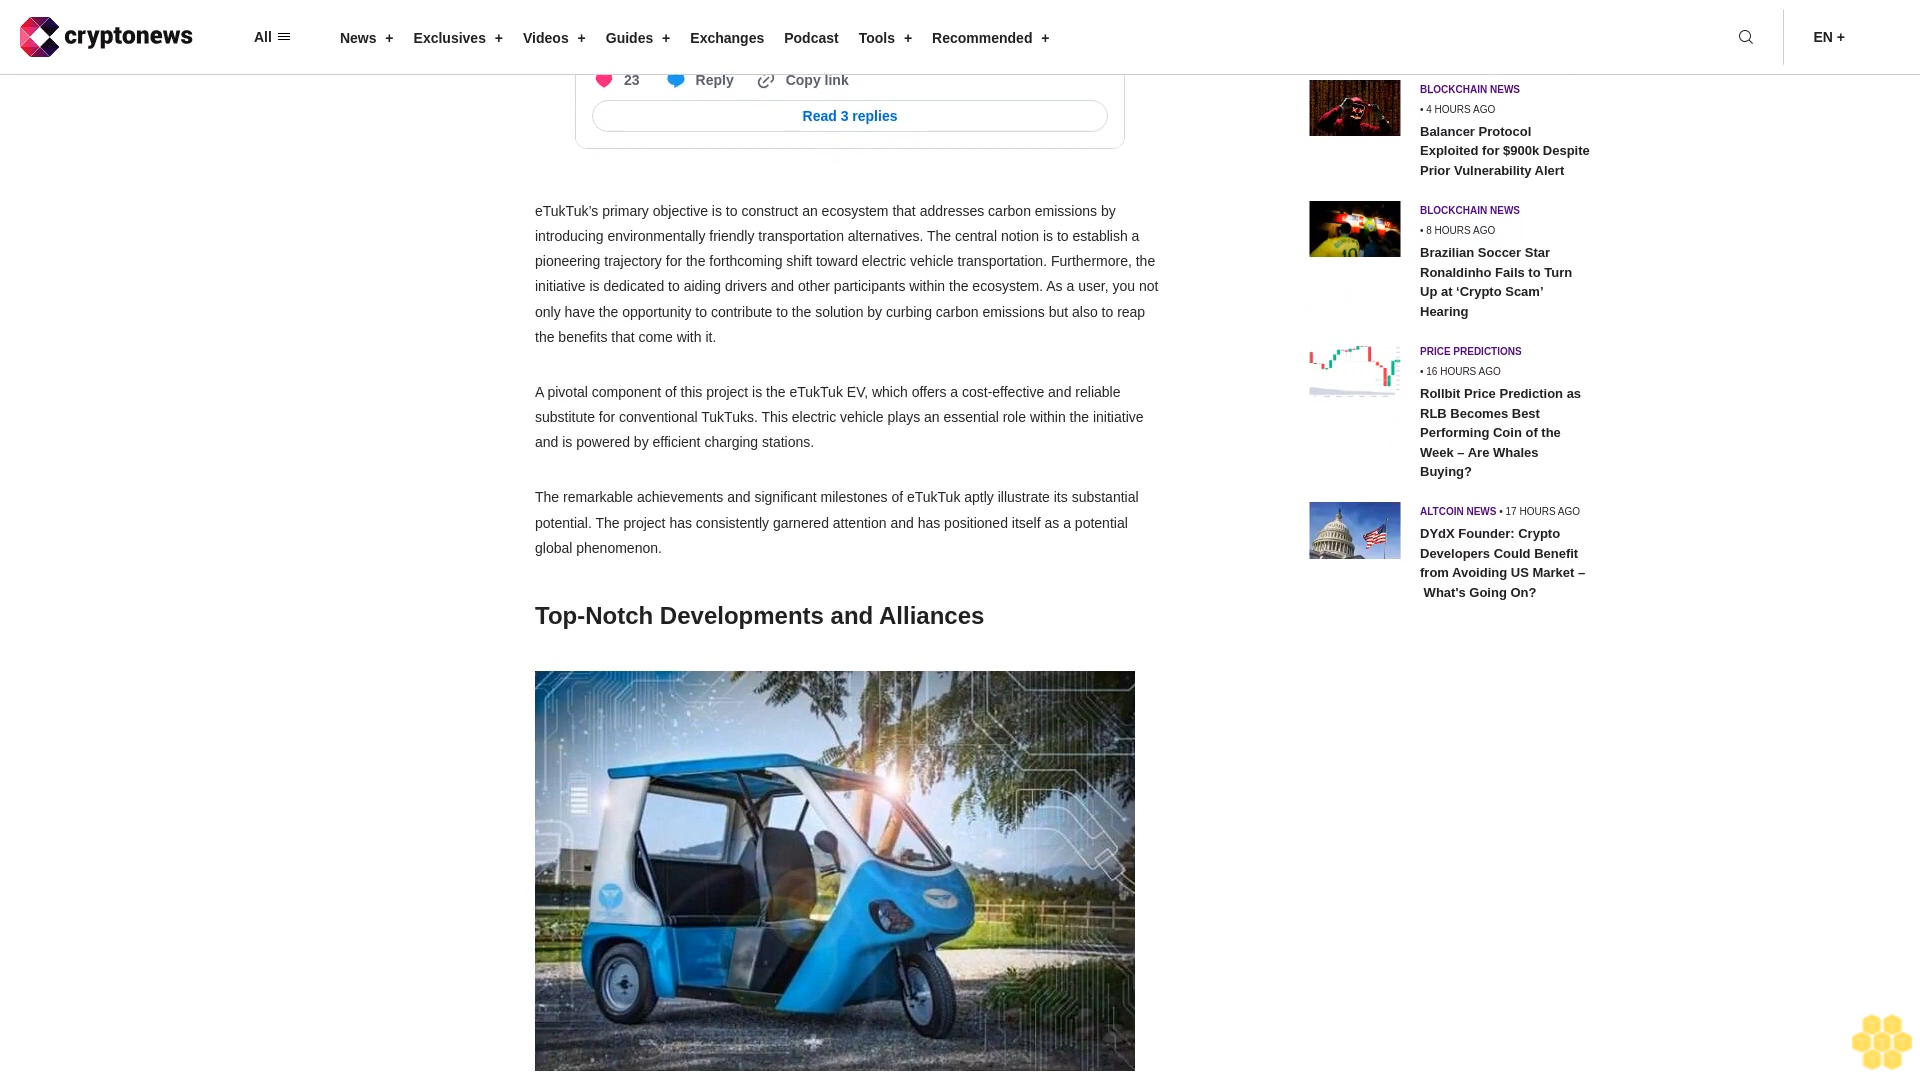 cryptonews
All
News +
Exclusives +
Videos +
Guides +
Exchanges
Podcast
Tools +
Recommended +
EN +
23
Reply
Copy link
Read 3 replies
eTukTuk’s primary objective is to construct an ecosystem that addresses carbon emissions by
introducing environmentally friendly transportation alternatives. The central notion is to establish a
pioneering trajectory for the forthcoming shift toward electric vehicle transportation. Furthermore, the
initiative is dedicated to aiding drivers and other participants within the ecosystem. As a user, you not
only have the opportunity to contribute to the solution by curbing carbon emissions but also to reap
the benefits that come with it.
A pivotal component of this project is the eTukTuk EV, which offers a cost-effective and reliable
substitute for conventional TukTuks. This electric vehicle plays an essential role within the initiative
and is powered by efficient charging stations.
The remarkable achievements and significant milestones of eTukTuk aptly illustrate its substantial
potential. The project has consistently garnered attention and has positioned itself as a potential
global phenomenon.
Top-Notch Developments and Alliances
BLOCKCHAIN NEWS
• 4 HOURS AGO
Balancer Protocol
Exploited for $900k Despite
Prior Vulnerability Alert
BLOCKCHAIN NEWS
• 8 HOURS AGO
Brazilian Soccer Star
Ronaldinho Fails to Turn
Up at ‘Crypto Scam’
Hearing
PRICE PREDICTIONS
• 16 HOURS AGO
Rollbit Price Prediction as
RLB Becomes Best
Performing Coin of the
Week – Are Whales
Buying?
ALTCOIN NEWS • 17 HOURS AGO
DYdX Founder: Crypto
Developers Could Benefit
from Avoiding US Market –
What's Going On?